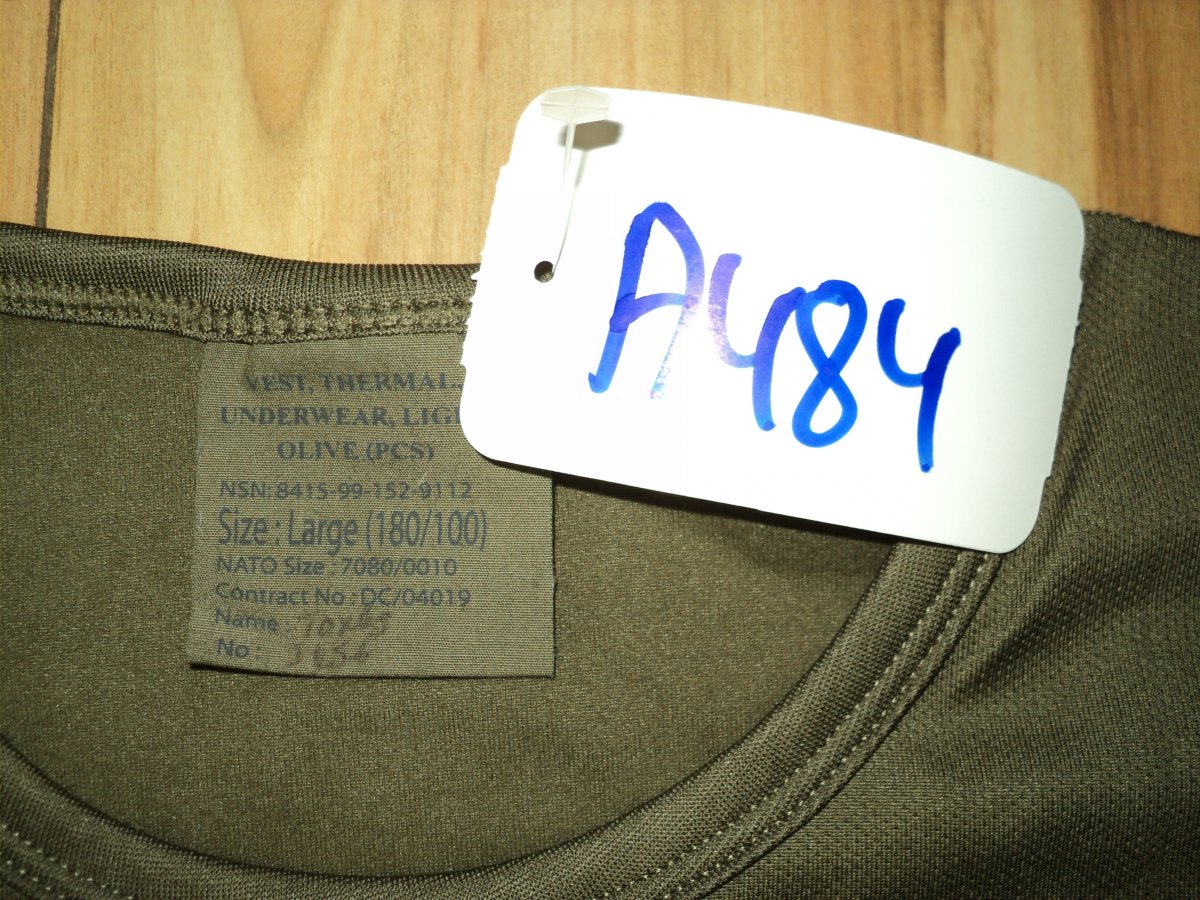 A484
VEST, THERMAL
UNDERWEAR,
OLIVE (PCS)
NSN: 8415-99-152-9112
Size : Large (180/100)
NATO Size : 7080/0010
Contract No : DC/04019
Name :
No :